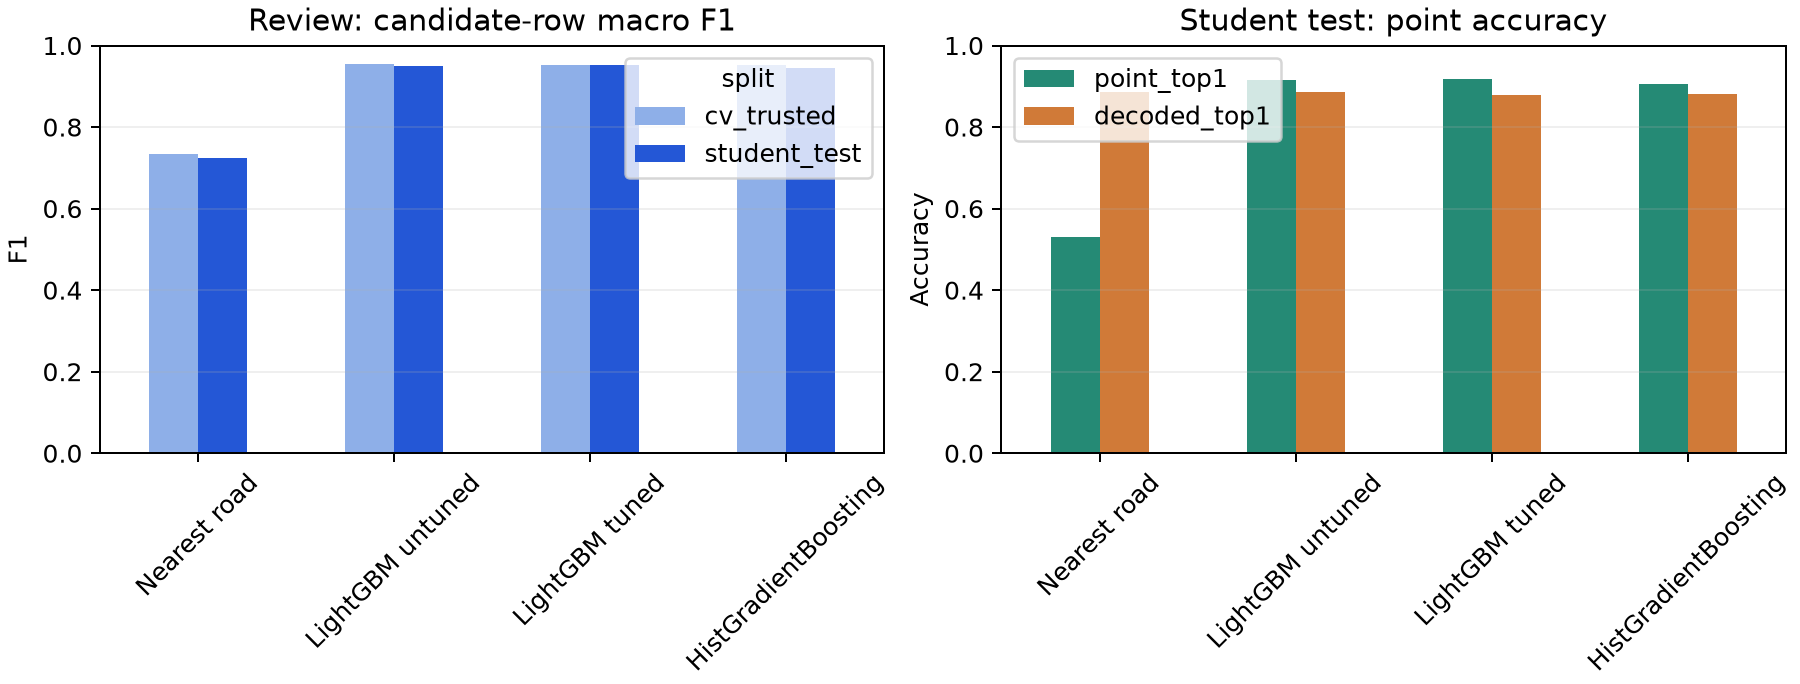 Review: candidate-row macro F1
F1
1.0
0.8
0.6
0.4
0.2
0.0
split
cv_trusted
student_test
Nearest road
LightGBM untuned
LightGBM tuned
HistGradientBoosting
Student test: point accuracy
Accuracy
1.0
0.8
0.6
0.4
0.2
0.0
point_top1
decoded_top1
Nearest road
LightGBM untuned
LightGBM tuned
HistGradientBoosting